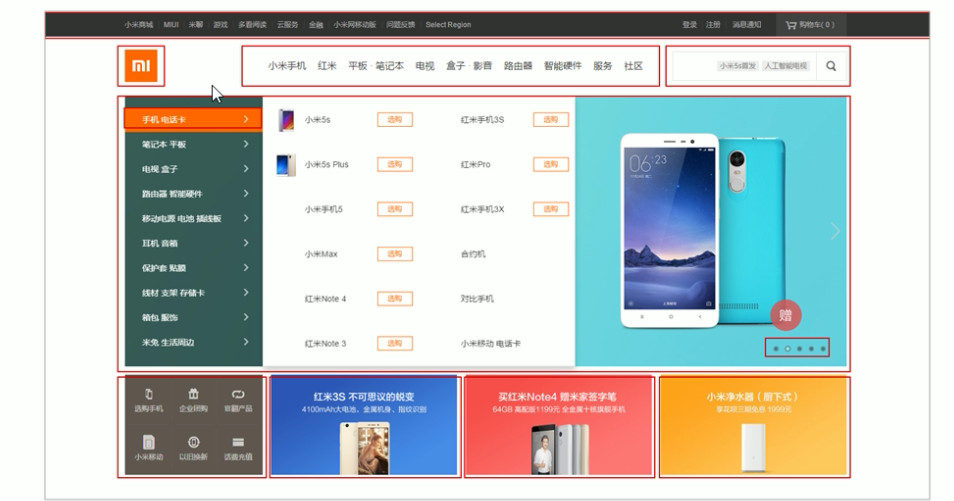 小米商城 MIUI 米聊 游戏 多看阅读 云服务 金融 小米网移动版 问题反馈 Select Region 登录 注册 消息通知 购物车(0)
mi 小米手机 红米 平板 · 笔记本 电视 盒子 · 影音 路由器 智能硬件 服务 社区 小米5s首发 人工智能电视
手机 电话卡
笔记本 平板
电视 盒子
路由器 智能硬件
移动电源 电池 插线板
耳机 音箱
保护套 贴膜
线材 支架 存储卡
箱包 服饰
米兔 生活周边
小米5s 选购 红米手机3S 选购
小米5s Plus 选购 红米Pro 选购
小米手机5 选购 红米手机3X 选购
小米Max 选购 合约机
红米Note 4 选购 对比手机
红米Note 3 选购 小米移动 电话卡
06:23
赠
选购手机 企业团购 官翻产品
小米移动 以旧换新 话费充值
红米3S 不可思议的蜕变
4100mAh大电池，金属机身，指纹识别
买红米Note4 赠米家签字笔
64GB 高配版1199元 全金属十核旗舰手机
小米净水器（厨下式）
享花呗三期免息 1999元